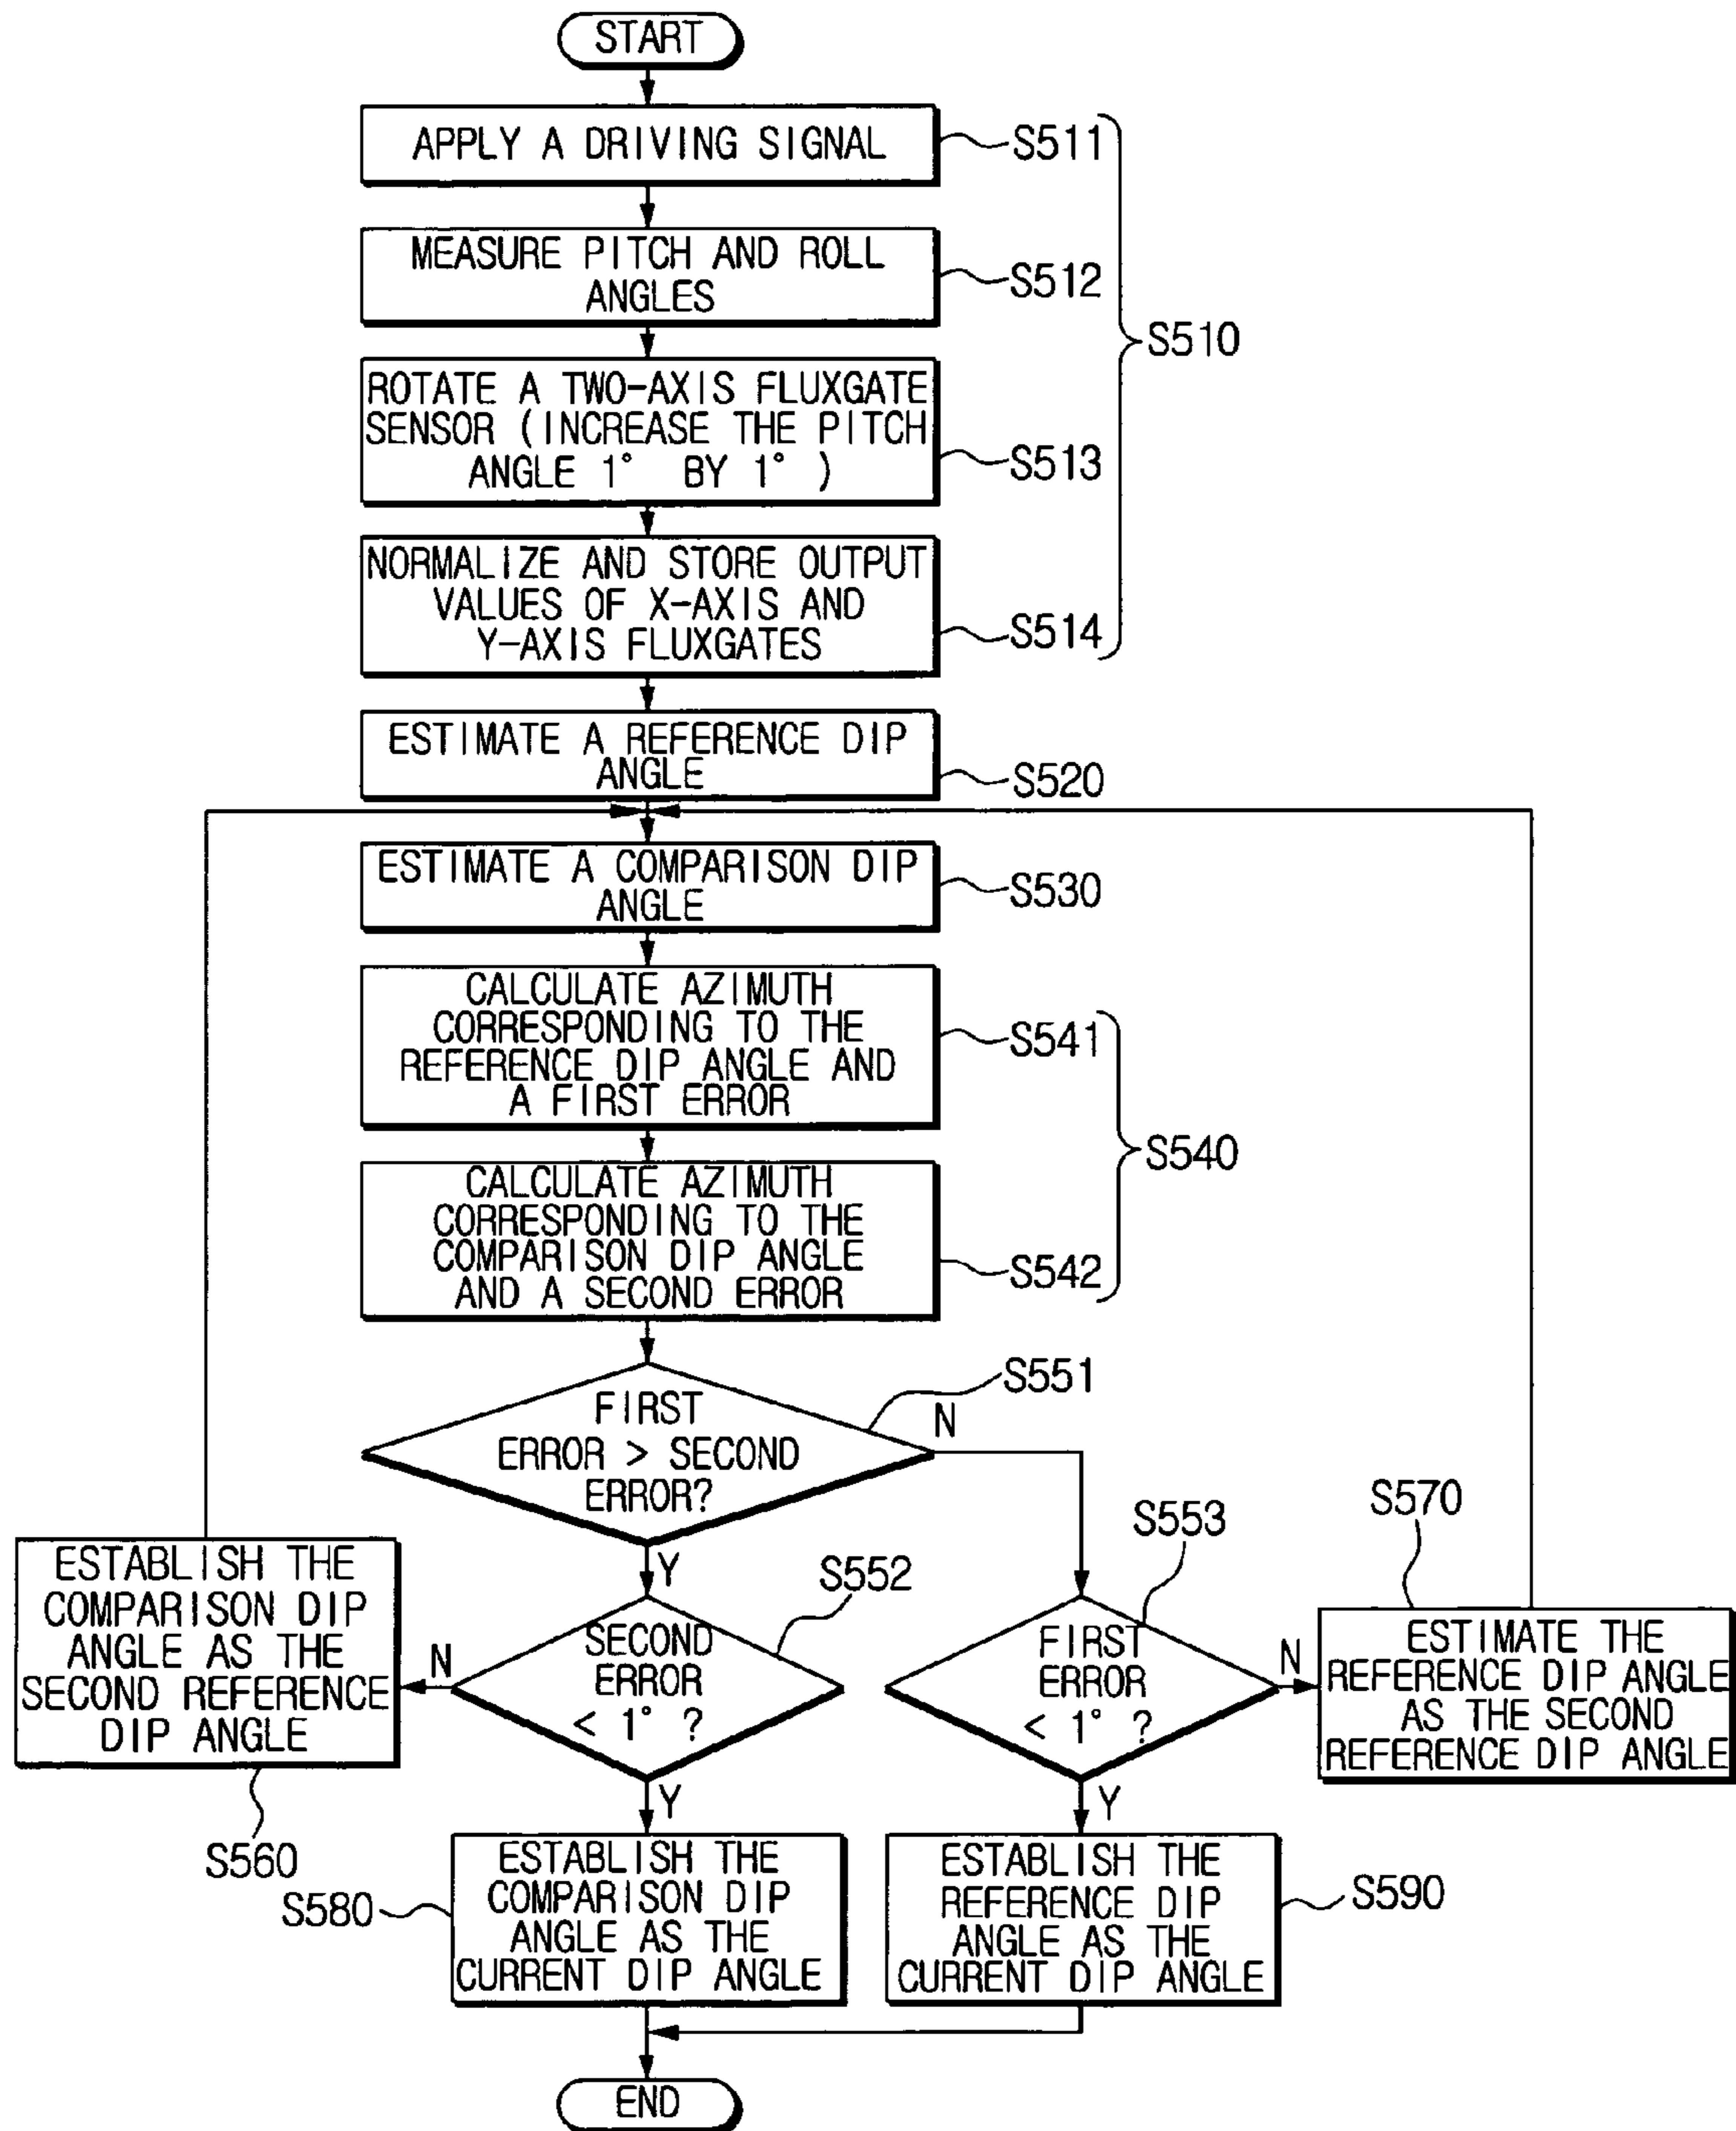 START
APPLY A DRIVING SIGNAL
S511
MEASURE PITCH AND ROLL
ANGLES
S512
S510
ROTATE A TWO-AXIS FLUXGATE
SENSOR (INCREASE THE PITCH
ANGLE 1° BY 1° )
S513
NORMALIZE AND STORE OUTPUT
VALUES OF X-AXIS AND
Y-AXIS FLUXGATES
S514
ESTIMATE A REFERENCE DIP
ANGLE
S520
ESTIMATE A COMPARISON DIP
ANGLE
S530
CALCULATE AZIMUTH
CORRESPONDING TO THE
REFERENCE DIP ANGLE AND
A FIRST ERROR
S541
S540
CALCULATE AZIMUTH
CORRESPONDING TO THE
COMPARISON DIP ANGLE
AND A SECOND ERROR
S542
FIRST
ERROR > SECOND
ERROR?
S551
N
Y
SECOND
ERROR
< 1° ?
S552
N
Y
FIRST
ERROR
< 1° ?
S553
N
Y
ESTABLISH THE
COMPARISON DIP
ANGLE AS THE
SECOND REFERENCE
DIP ANGLE
S560
S570
ESTIMATE THE
REFERENCE DIP ANGLE
AS THE SECOND
REFERENCE DIP ANGLE
S580
ESTABLISH THE
COMPARISON DIP
ANGLE AS THE
CURRENT DIP ANGLE
ESTABLISH THE
REFERENCE DIP
ANGLE AS THE
CURRENT DIP ANGLE
S590
END